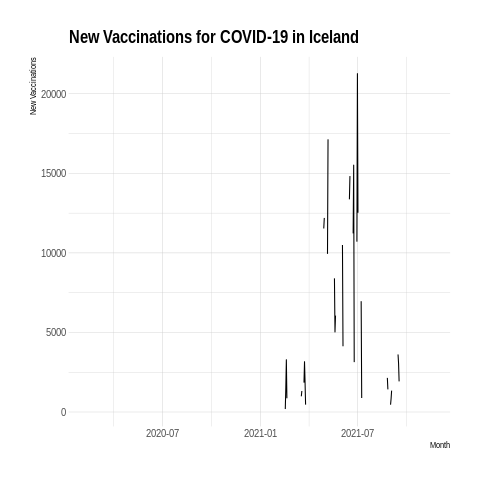 New Vaccinations for COVID-19 in Iceland
New Vaccinations
20000
15000
10000
5000
0
2020-07 2021-01 2021-07
Month